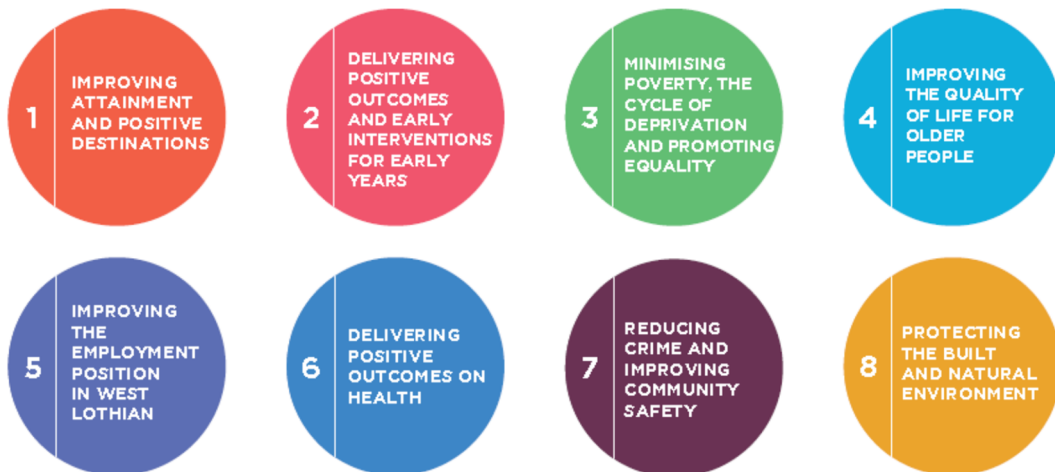 1
IMPROVING
ATTAINMENT
AND POSITIVE
DESTINATIONS
2
DELIVERING
POSITIVE
OUTCOMES
AND EARLY
INTERVENTIONS
FOR EARLY
YEARS
3
MINIMISING
POVERTY, THE
CYCLE OF
DEPRIVATION
AND PROMOTING
EQUALITY
4
IMPROVING
THE QUALITY
OF LIFE FOR
OLDER
PEOPLE
5
IMPROVING
THE
EMPLOYMENT
POSITION
IN WEST
LOTHIAN
6
DELIVERING
POSITIVE
OUTCOMES ON
HEALTH
7
REDUCING
CRIME AND
IMPROVING
COMMUNITY
SAFETY
8
PROTECTING
THE BUILT
AND NATURAL
ENVIRONMENT